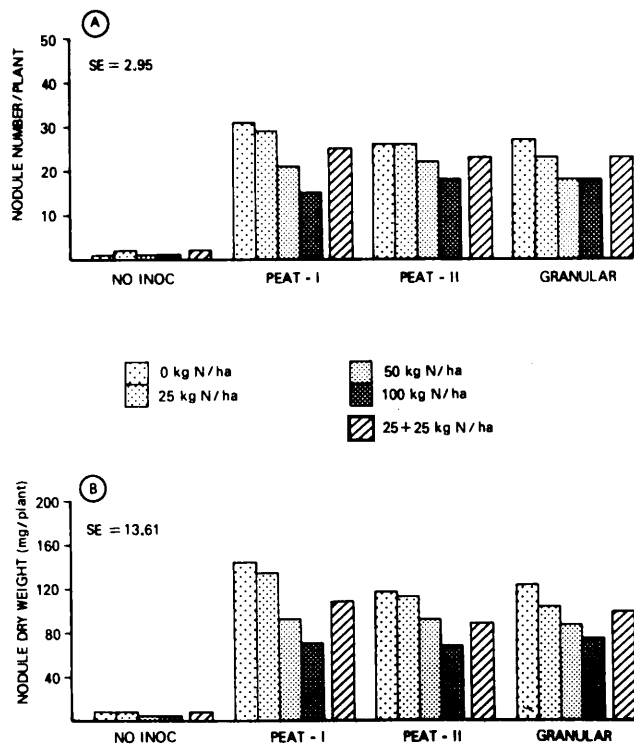 A
SE = 2.95
NODULE NUMBER/PLANT
50
40
30
20
10
NO INOC PEAT - I PEAT - II GRANULAR
0 kg N/ha
25 kg N/ha
50 kg N/ha
100 kg N/ha
25+25 kg N/ha
B
SE = 13.61
NODULE DRY WEIGHT (mg/plant)
200
160
120
80
40
NO INOC PEAT - I PEAT - II GRANULAR